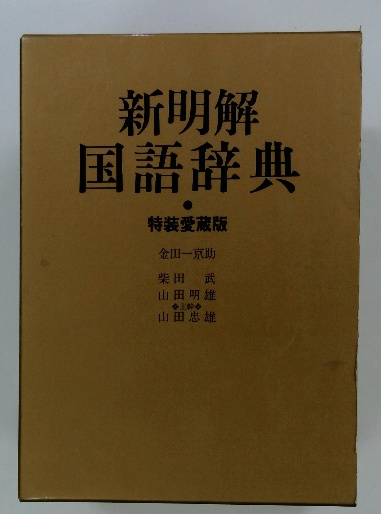 新明解
国語辞典
・
特装愛蔵版
金田一京助
柴田 武
山田明雄
❖主幹❖
山田忠雄